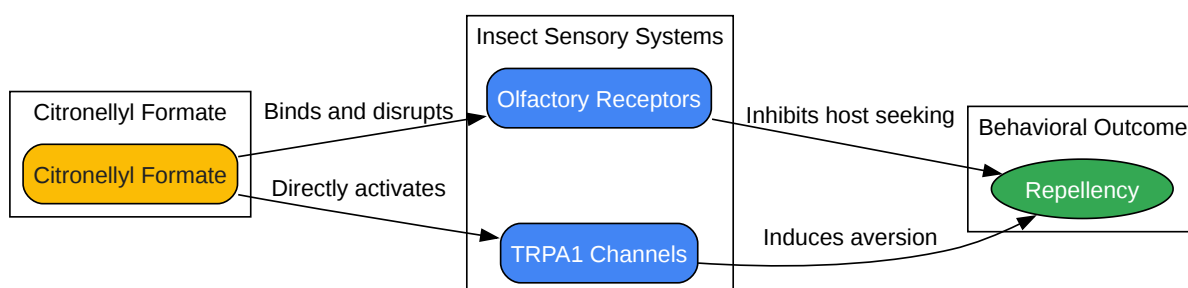 Insect Sensory Systems
Citronellyl Formate
Citronellyl Formate
Binds and disrupts
Directly activates
Olfactory Receptors
TRPA1 Channels
Inhibits host seeking
Induces aversion
Behavioral Outcome
Repellency